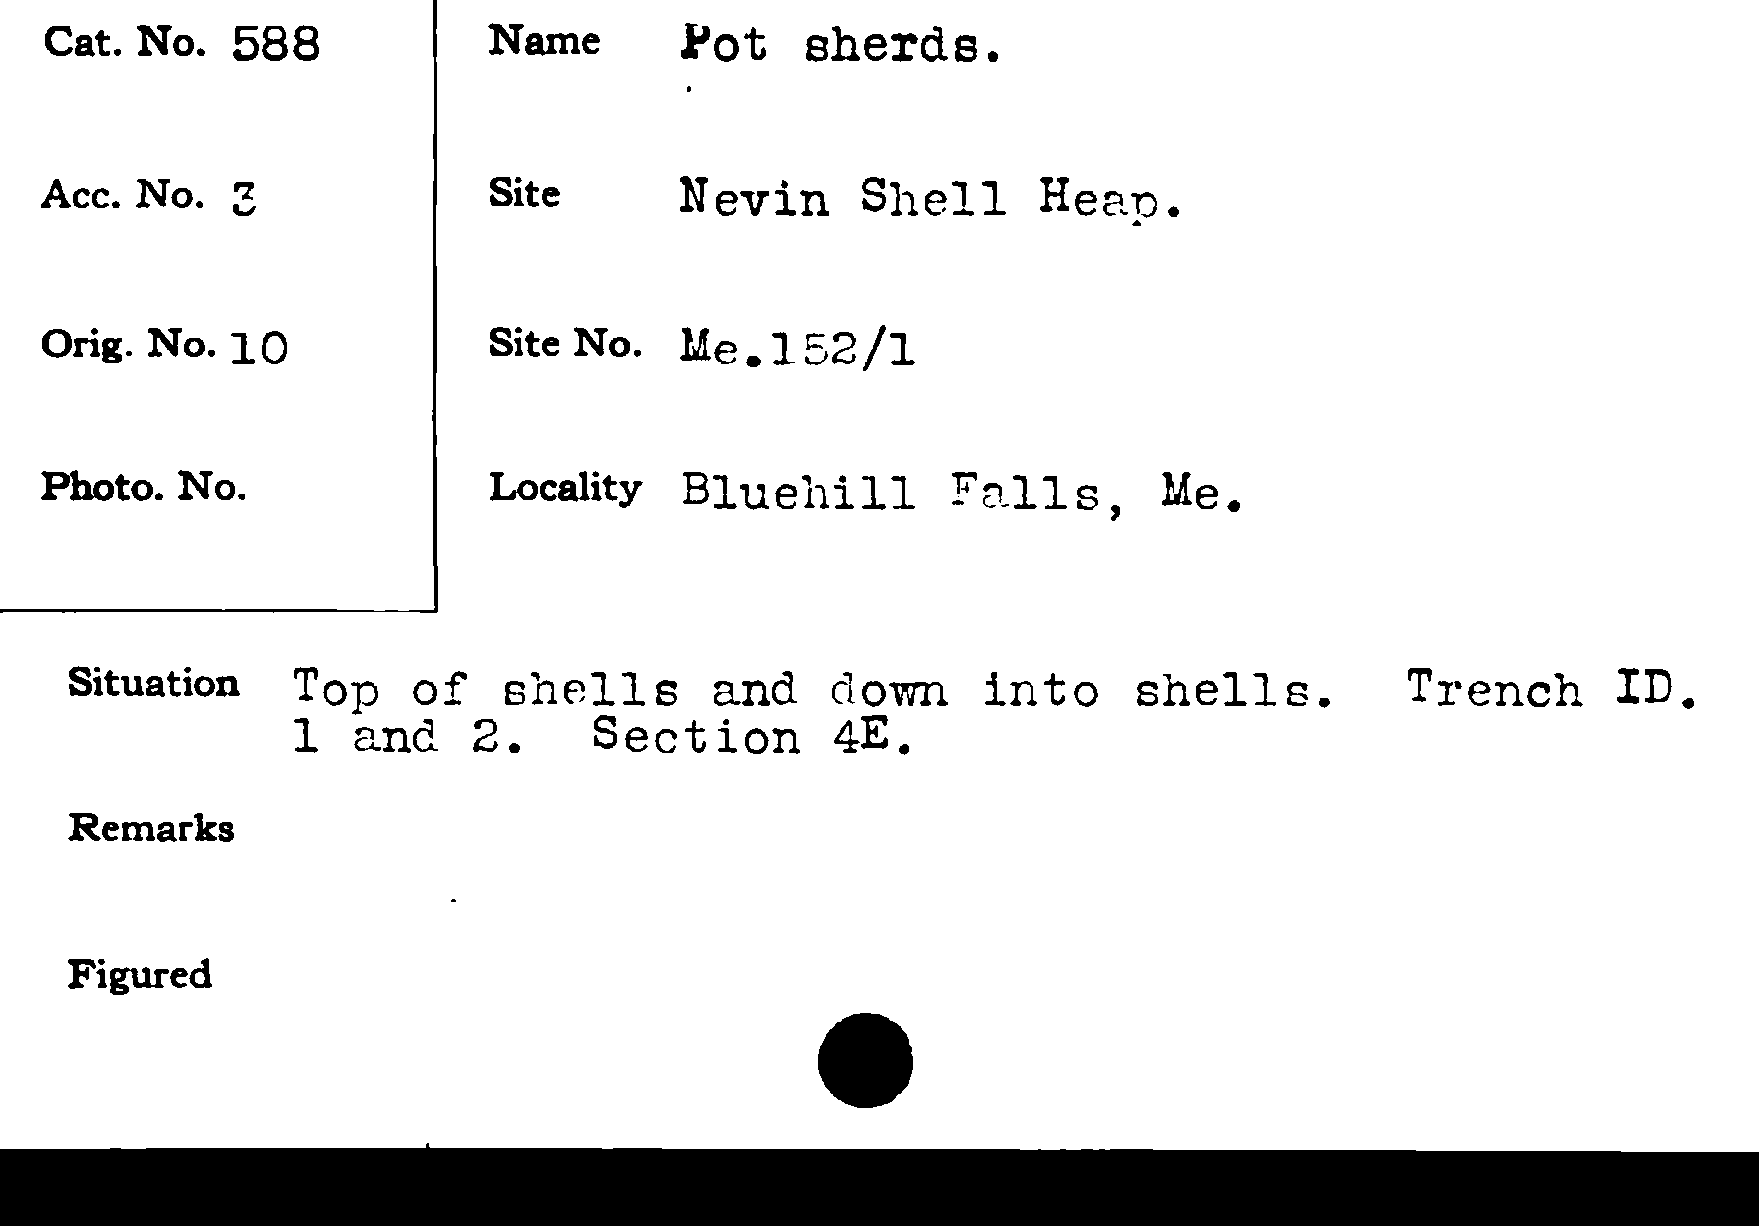 Cat. No. 588
Name Pot sherds.
Acc. No. 3
Site Nevin Shell Heap.
Orig. No. 10
Site No. Me.152/1
Photo. No.
Locality Bluehill Falls, Me.
Situation Top of shells and down into shells. Trench ID.
1 and 2. Section 4E.
Remarks
Figured